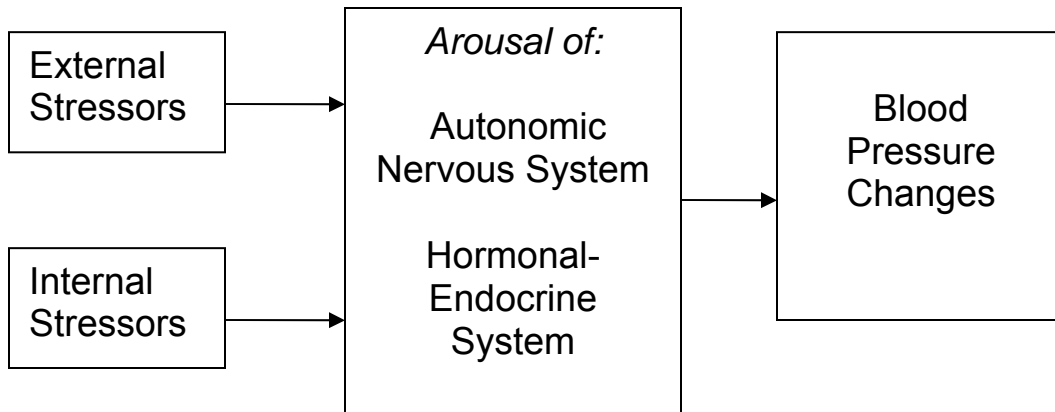 External
Stressors
Internal
Stressors
Arousal of:
Autonomic
Nervous System
Hormonal-
Endocrine
System
Blood
Pressure
Changes